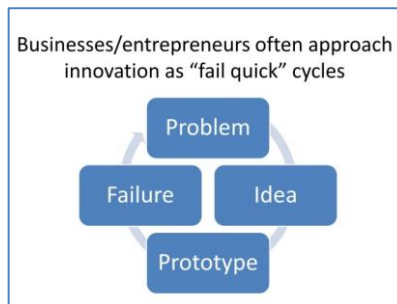 Businesses/entrepreneurs often approach
innovation as “fail quick” cycles
Problem
Failure
Idea
Prototype